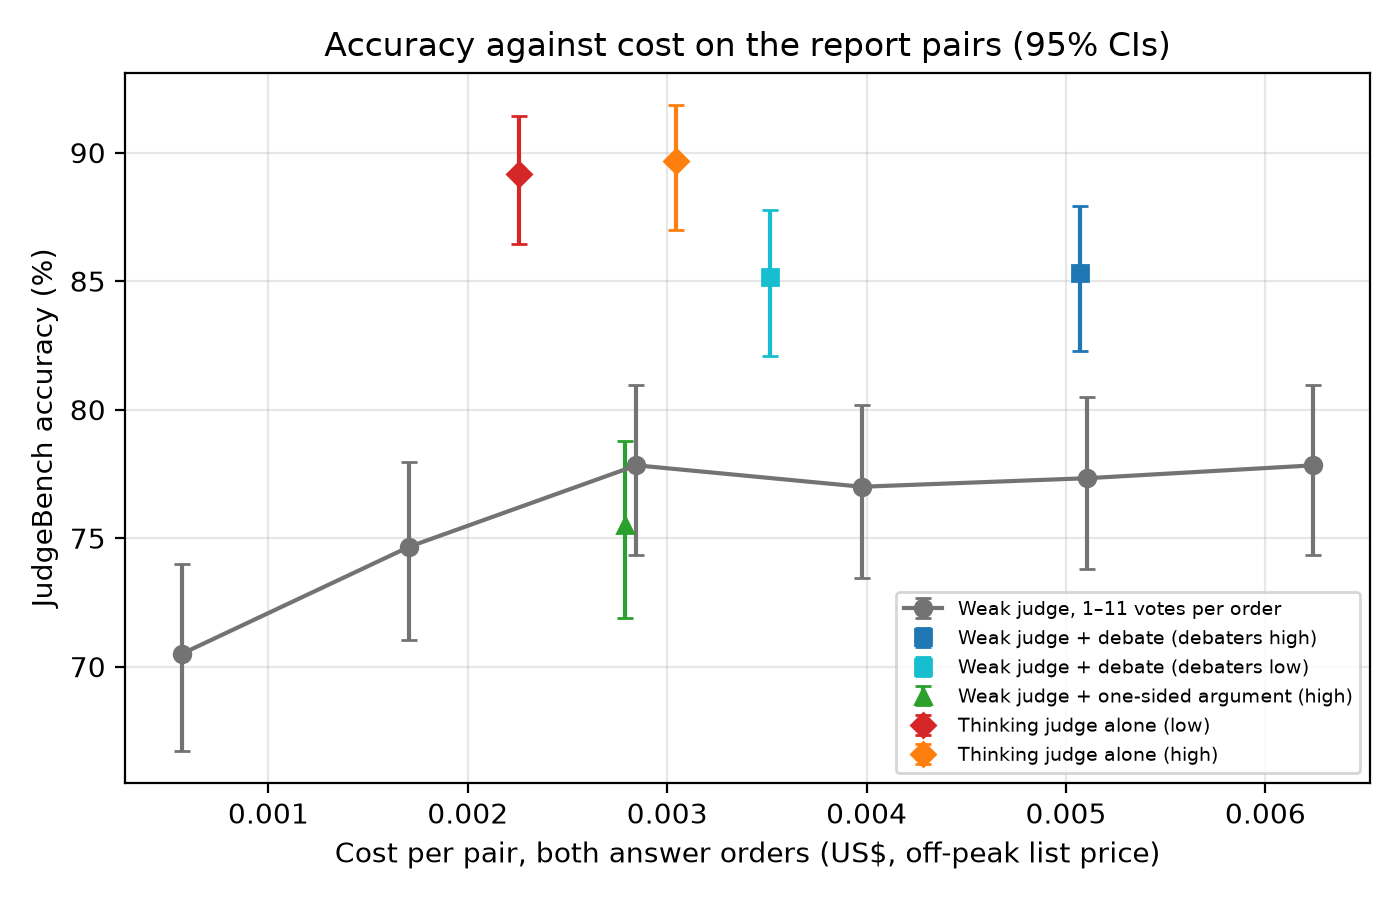 Accuracy against cost on the report pairs (95% CIs)
JudgeBench accuracy (%)
90
85
80
75
70
Weak judge, 1–11 votes per order
Weak judge + debate (debaters high)
Weak judge + debate (debaters low)
Weak judge + one-sided argument (high)
Thinking judge alone (low)
Thinking judge alone (high)
0.001 0.002 0.003 0.004 0.005 0.006
Cost per pair, both answer orders (US$, off-peak list price)